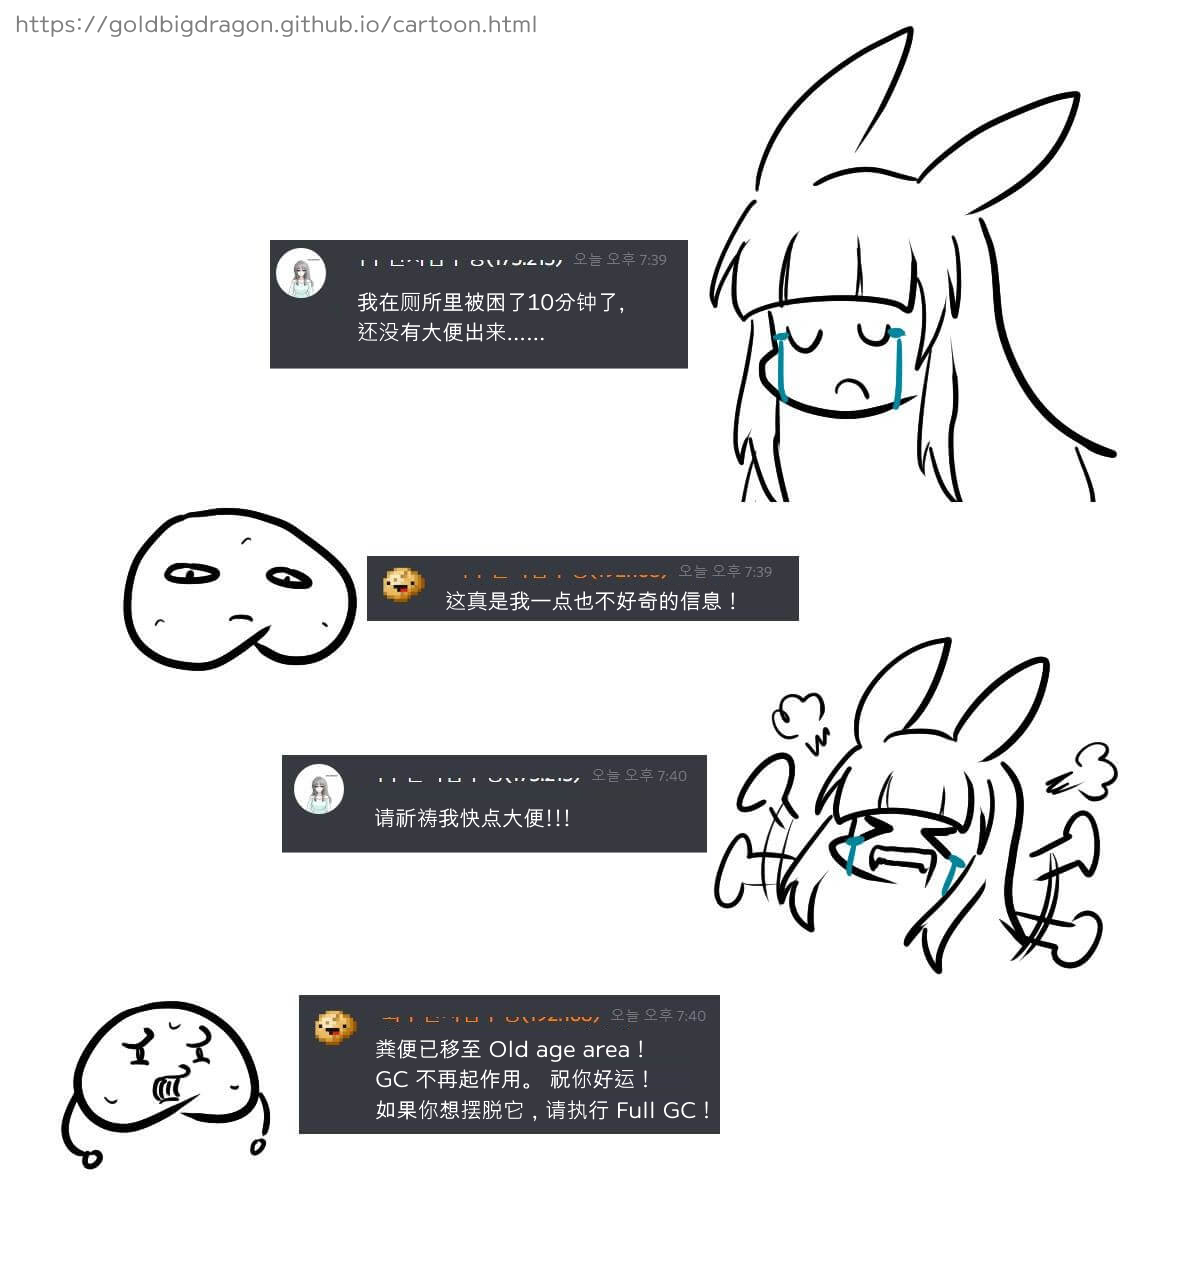 https://goldbigdragon.github.io/cartoon.html
오늘 오후 7:39
我在厕所里被困了10分钟了,
还没有大便出来......
오늘 오후 7:39
这真是我一点也不好奇的信息！
오늘 오후 7:40
请祈祷我快点大便!!!
오늘 오후 7:40
粪便已移至 Old age area！
GC 不再起作用。 祝你好运！
如果你想摆脱它，请执行 Full GC！